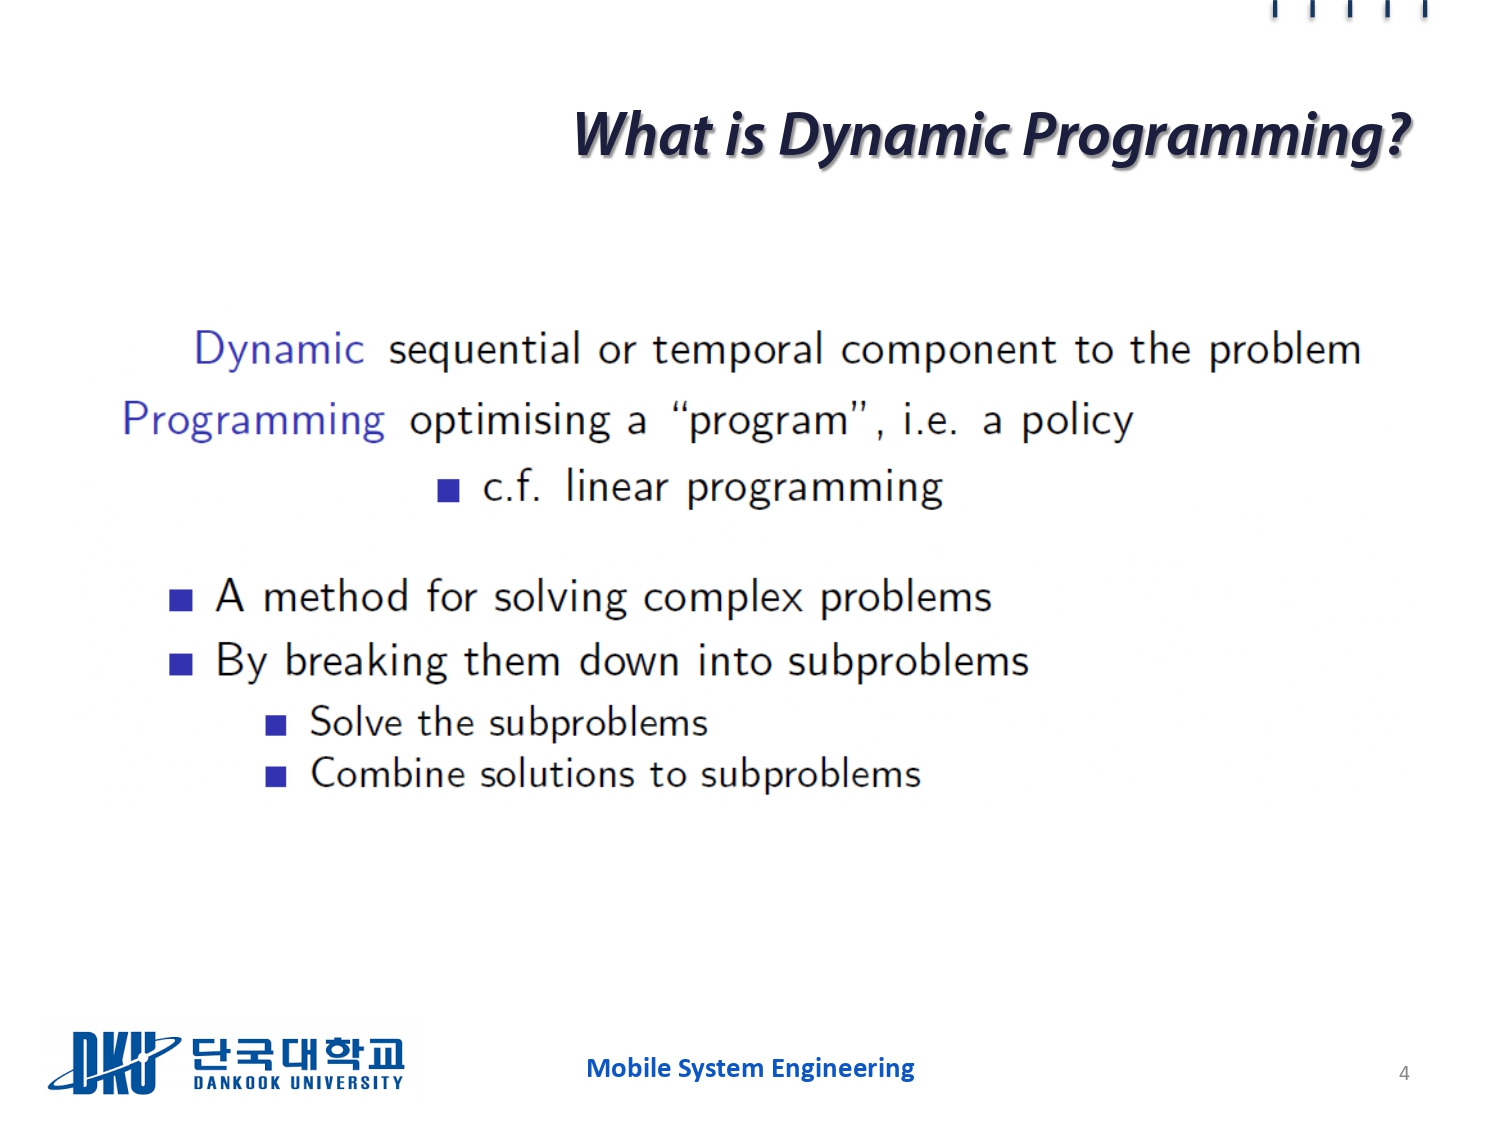 What is Dynamic Programming?
Dynamic sequential or temporal component to the problem
Programming optimising a “program”, i.e. a policy
c.f. linear programming
A method for solving complex problems
By breaking them down into subproblems
Solve the subproblems
Combine solutions to subproblems
DKU 단국대학교
DANKOOK UNIVERSITY
Mobile System Engineering
4